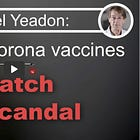 el Yeadon:
orona vaccines
atch
candal